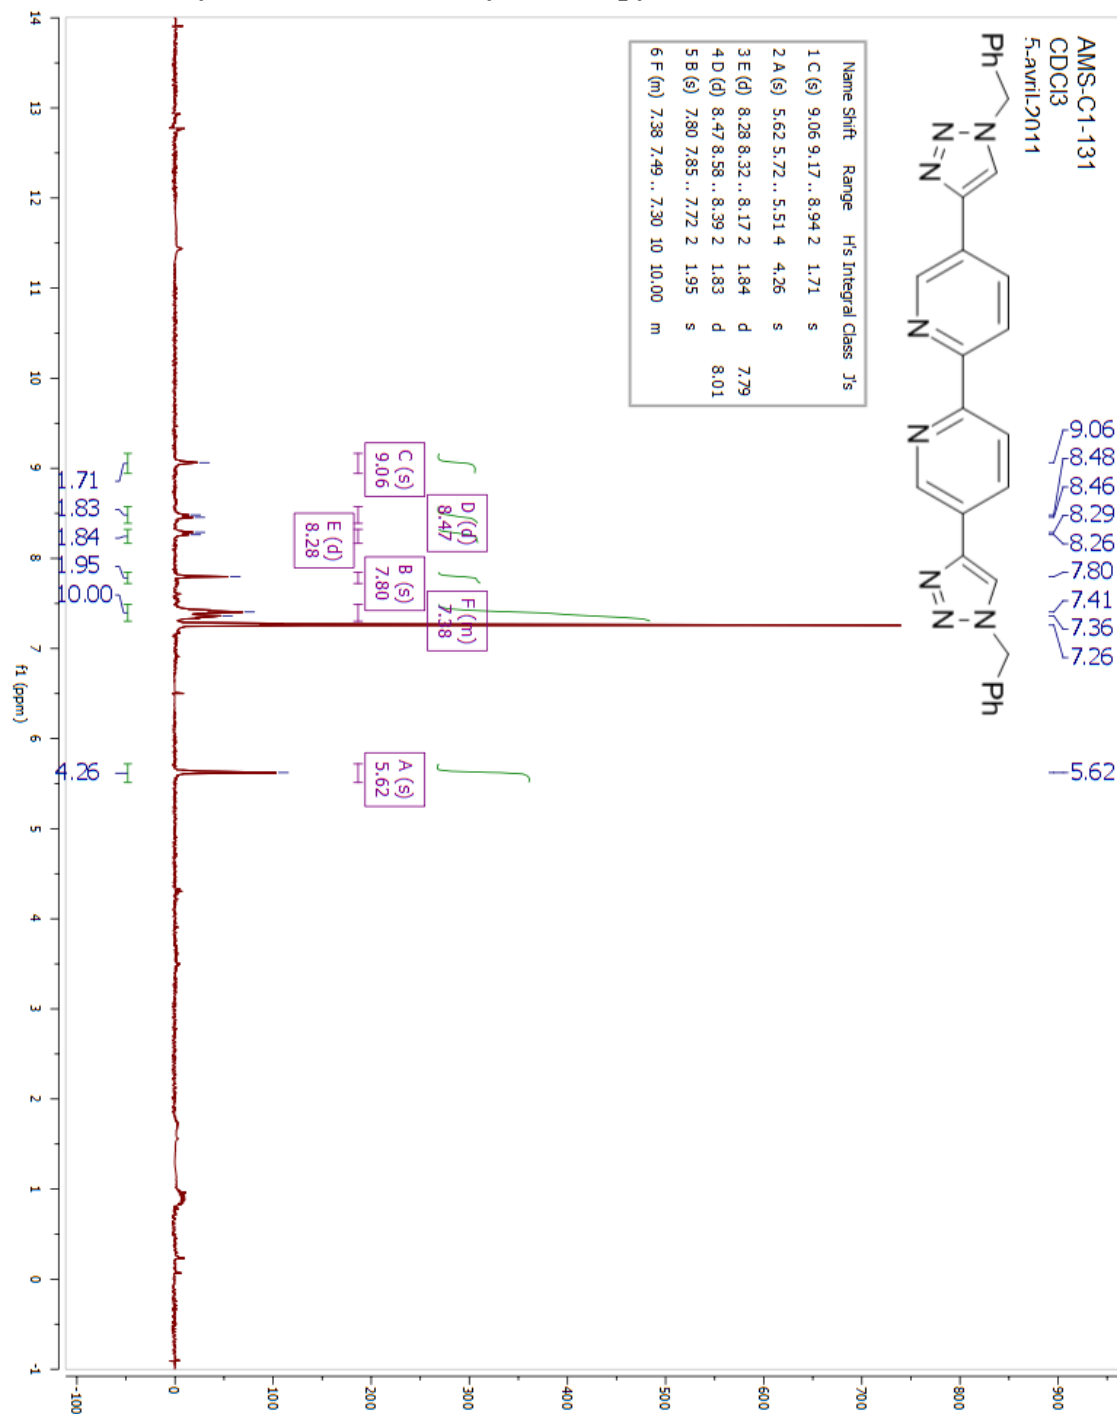 AMS-C1-131
CDCl3
5-avril-2011
Ph
N
N
N
N
N
N
N
N
Ph
Name Shift Range H's Integral Class J's
1 C (s) 9.06 9.17 .. 8.94 2 1.71 s
2 A (s) 5.62 5.72 .. 5.51 4 4.26 s
3 E (d) 8.28 8.32 .. 8.17 2 1.84 d 7.79
4 D (d) 8.47 8.58 .. 8.39 2 1.83 d 8.01
5 B (s) 7.80 7.85 .. 7.72 2 1.95 s
6 F (m) 7.38 7.49 .. 7.30 10 10.00 m
9.06
8.48
8.46
8.29
8.26
7.80
7.41
7.36
7.26
5.62
C (s)
9.06
D (d)
8.47
E (d)
8.28
B (s)
7.80
F (m)
7.38
A (s)
5.62
1.71
1.83
1.84
1.95
10.00
4.26
14 13 12 11 10 9 8 7 6 5 4 3 2 1 0 -1
f1 (ppm)
900
800
700
600
500
400
300
200
100
0
-100